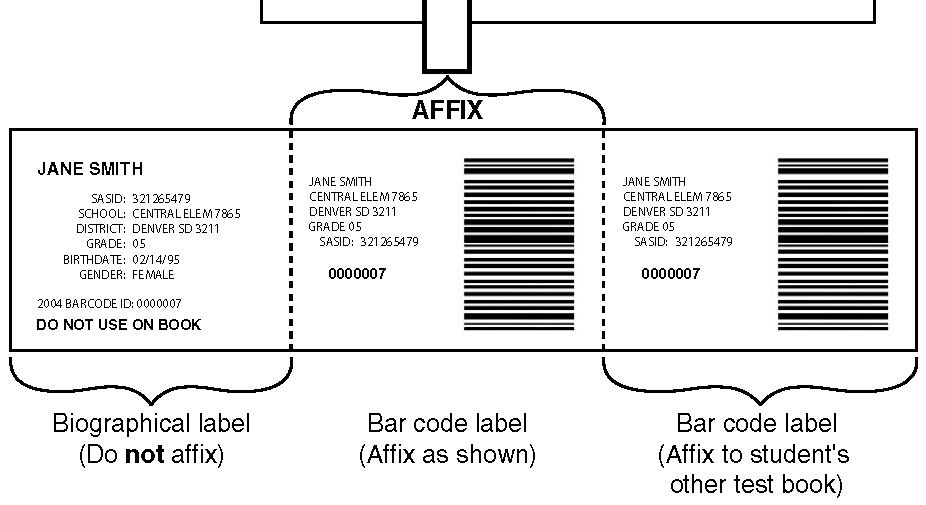 AFFIX
JANE SMITH
SASID: 321265479
SCHOOL: CENTRAL ELEM 7865
DISTRICT: DENVER SD 3211
GRADE: 05
BIRTHDATE: 02/14/95
GENDER: FEMALE
2004 BARCODE ID: 0000007
DO NOT USE ON BOOK
JANE SMITH
CENTRAL ELEM 7865
DENVER SD 3211
GRADE 05
SASID: 321265479
0000007
JANE SMITH
CENTRAL ELEM 7865
DENVER SD 3211
GRADE 05
SASID: 321265479
0000007
Biographical label
(Do not affix)
Bar code label
(Affix as shown)
Bar code label
(Affix to student's
other test book)